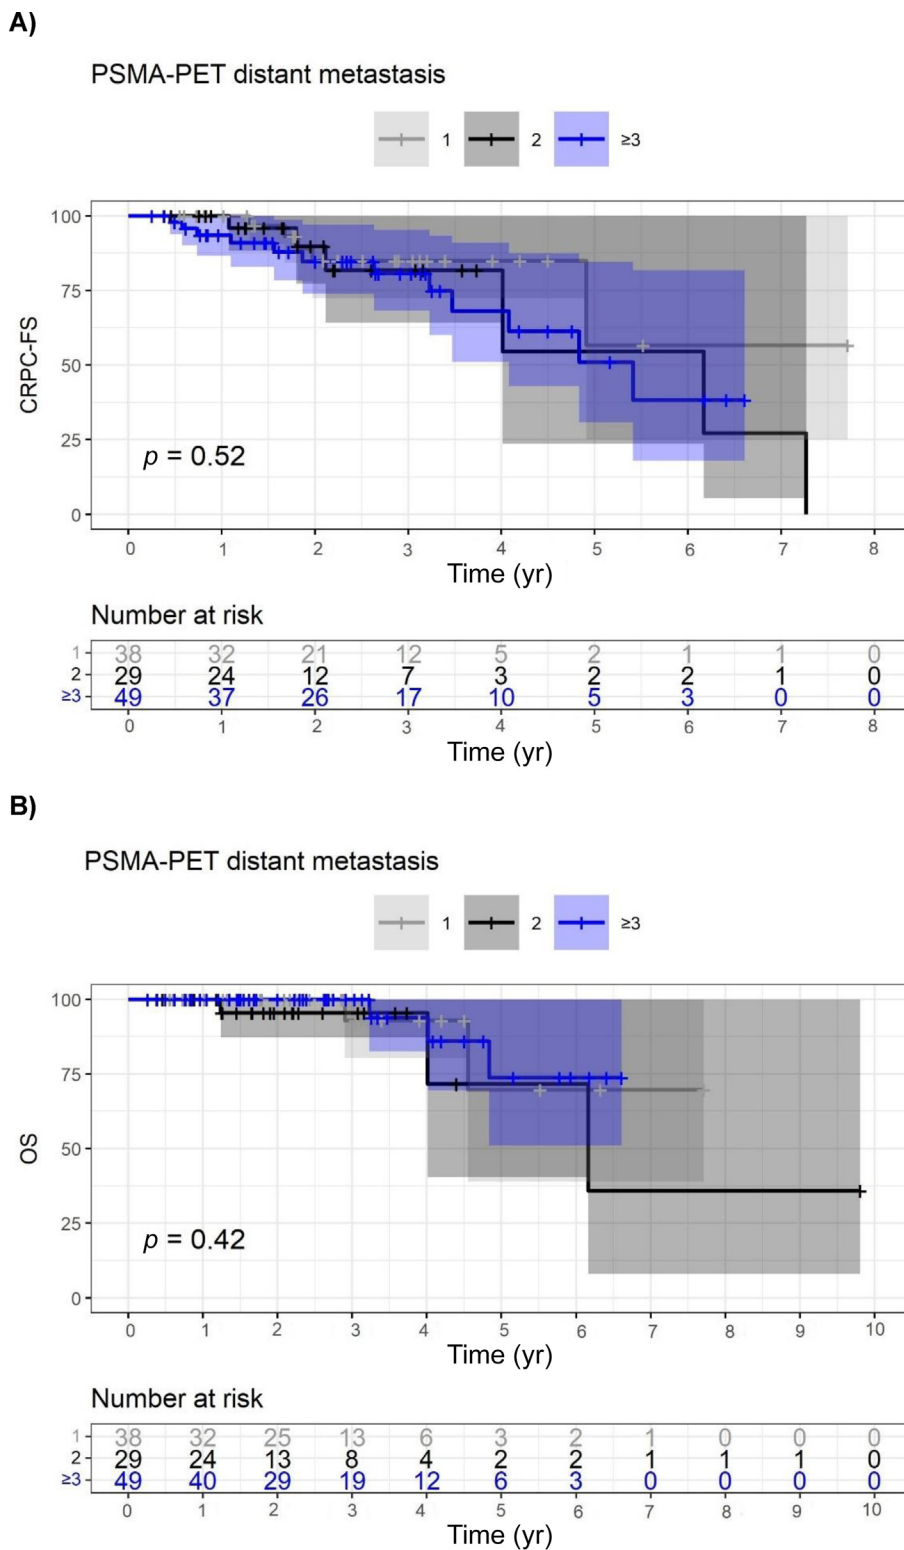 A)
PSMA-PET distant metastasis
1 2 ≥3
100
75
50
25
0
CRPC-FS
p = 0.52
0 1 2 3 4 5 6 7 8
Time (yr)
Number at risk
1 38 32 21 12 5 2 1 1 0
2 29 24 12 7 3 2 2 1 0
≥3 49 37 26 17 10 5 3 0 0
0 1 2 3 4 5 6 7 8
Time (yr)
B)
PSMA-PET distant metastasis
1 2 ≥3
100
75
50
25
0
OS
p = 0.42
0 1 2 3 4 5 6 7 8 9 10
Time (yr)
Number at risk
1 38 32 25 13 6 3 2 1 0 0 0
2 29 24 13 8 4 2 2 1 1 1 0
≥3 49 40 29 19 12 6 3 0 0 0 0
0 1 2 3 4 5 6 7 8 9 10
Time (yr)